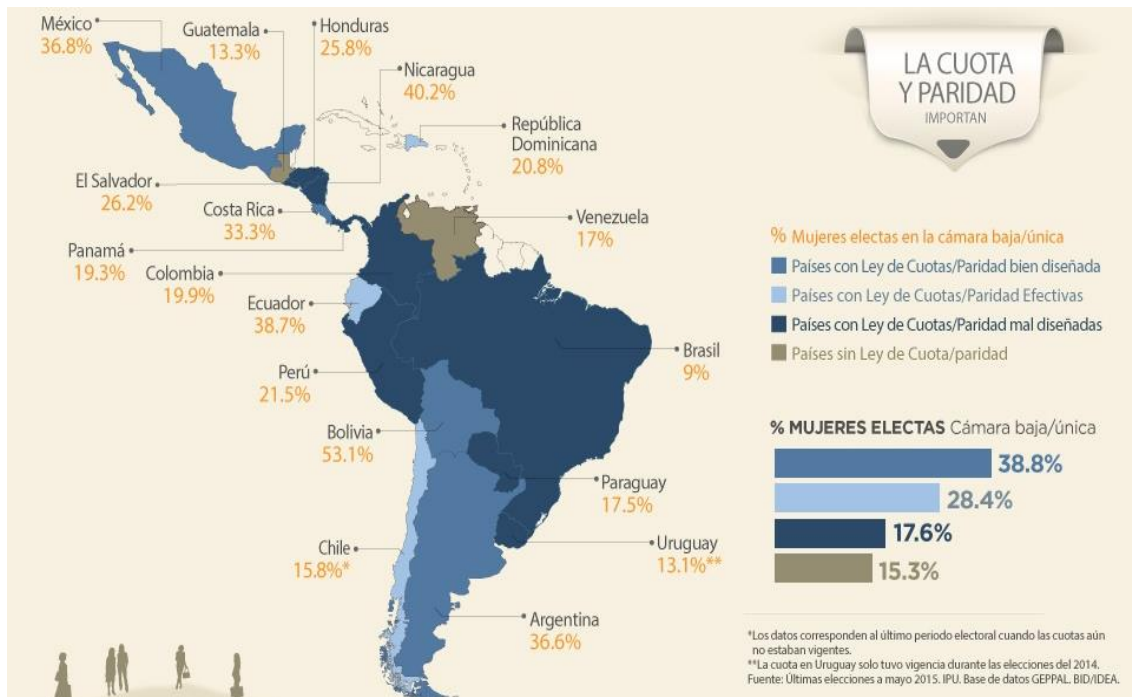 México
36.8%
Guatemala
13.3%
Honduras
25.8%
Nicaragua
40.2%
República
Dominicana
20.8%
El Salvador
26.2%
Costa Rica
33.3%
Venezuela
17%
Panamá
19.3%
Colombia
19.9%
Ecuador
38.7%
Perú
21.5%
Brasil
9%
Bolivia
53.1%
Paraguay
17.5%
Chile
15.8%*
Uruguay
13.1%**
Argentina
36.6%
LA CUOTA
Y PARIDAD
IMPORTAN
% Mujeres electas en la cámara baja/única
Países con Ley de Cuotas/Paridad bien diseñada
Países con Ley de Cuotas/Paridad Efectivas
Países con Ley de Cuotas/Paridad mal diseñadas
Países sin Ley de Cuota/paridad
% MUJERES ELECTAS Cámara baja/única
38.8%
28.4%
17.6%
15.3%
*Los datos corresponden al último periodo electoral cuando las cuotas aún
no estaban vigentes.
**La cuota en Uruguay solo tuvo vigencia durante las elecciones del 2014.
Fuente: Últimas elecciones a mayo 2015. IPU. Base de datos GEPPAL. BID/IDEA.